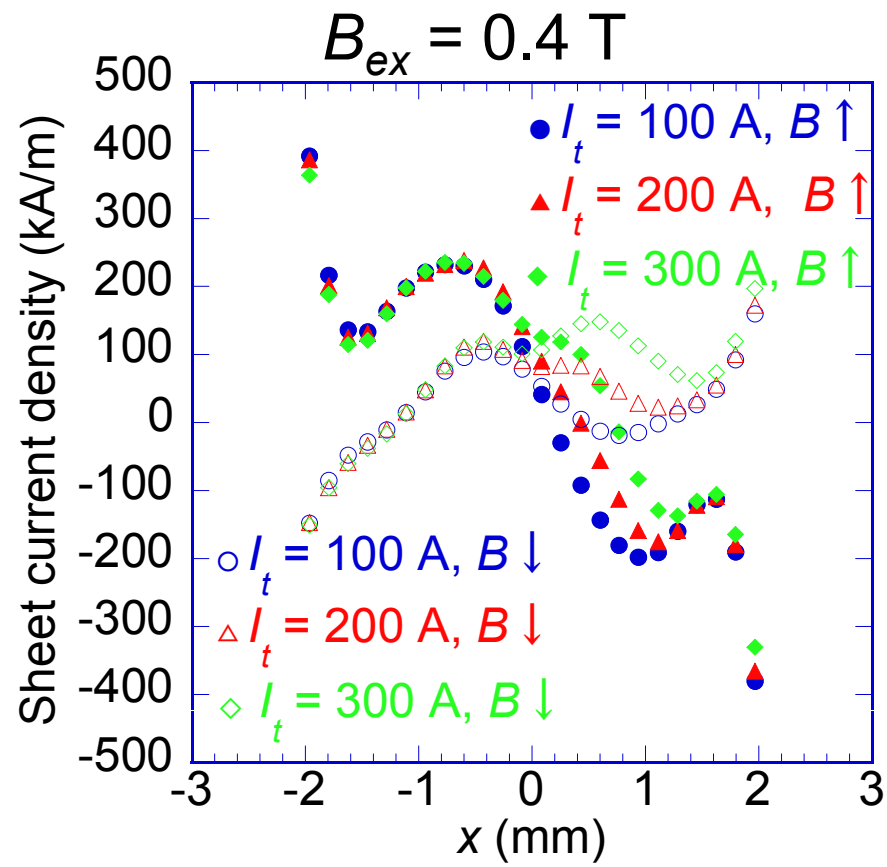 B_ex = 0.4 T
500
400
300
200
100
0
-100
-200
-300
-400
-500
Sheet current density (kA/m)
I_t = 100 A, B ↑
I_t = 200 A, B ↑
I_t = 300 A, B ↑
I_t = 100 A, B ↓
I_t = 200 A, B ↓
I_t = 300 A, B ↓
-3 -2 -1 0 1 2 3
x (mm)